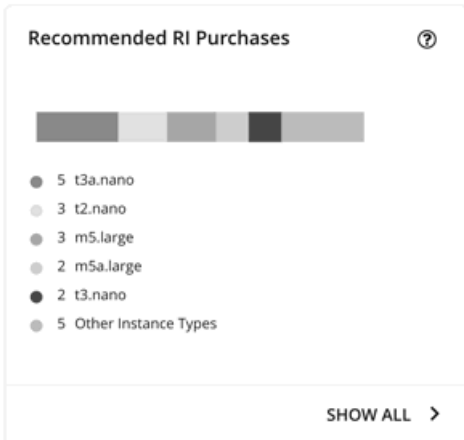 Recommended RI Purchases
5 t3a.nano
3 t2.nano
3 m5.large
2 m5a.large
2 t3.nano
5 Other Instance Types
SHOW ALL